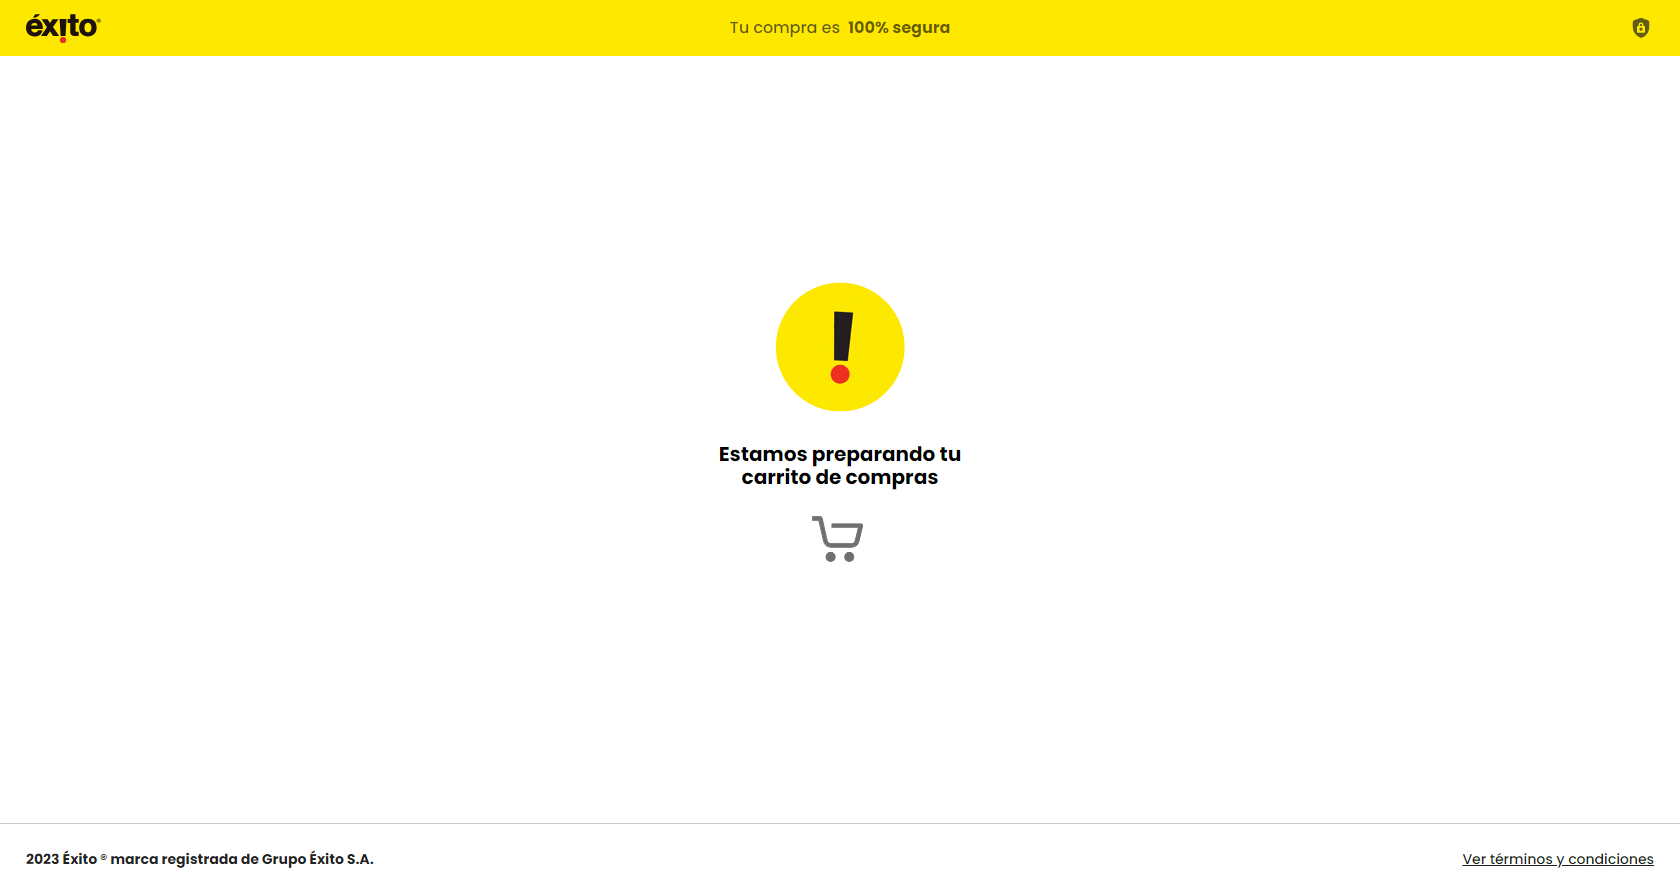 éxito®
Tu compra es 100% segura
!
Estamos preparando tu
carrito de compras
2023 Éxito ® marca registrada de Grupo Éxito S.A.
Ver términos y condiciones